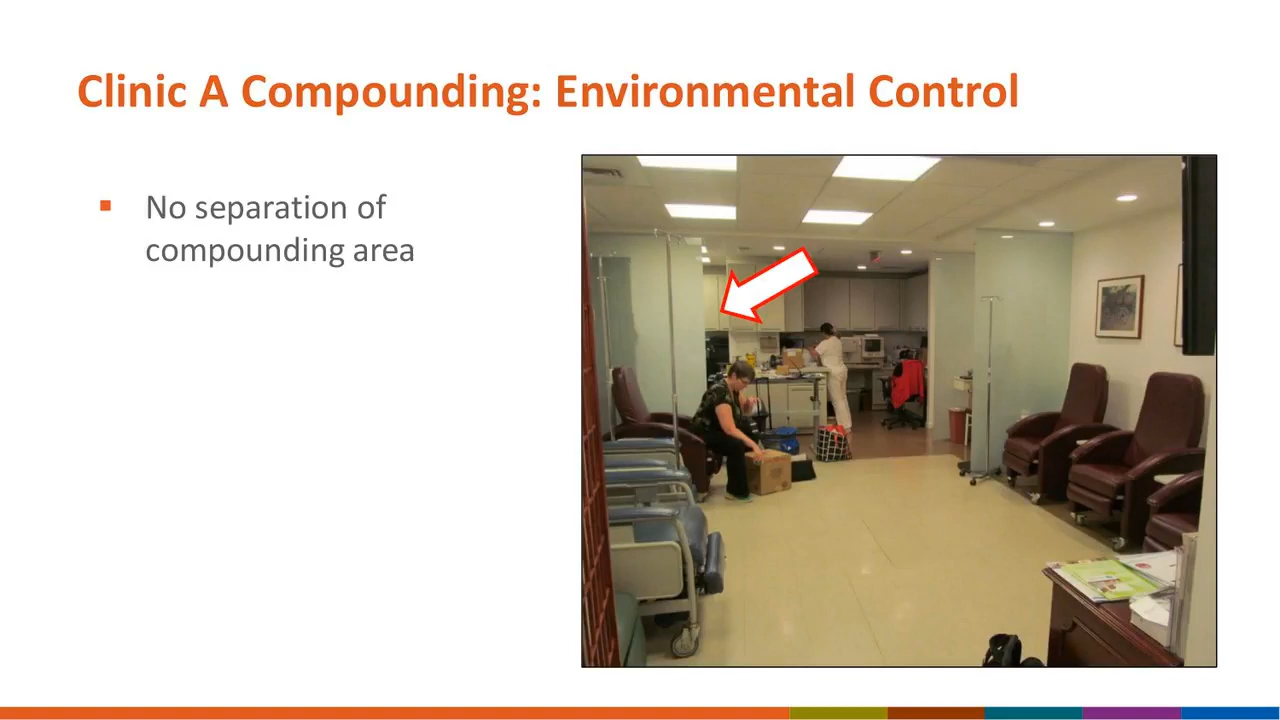 Clinic A Compounding: Environmental Control
No separation of
compounding area